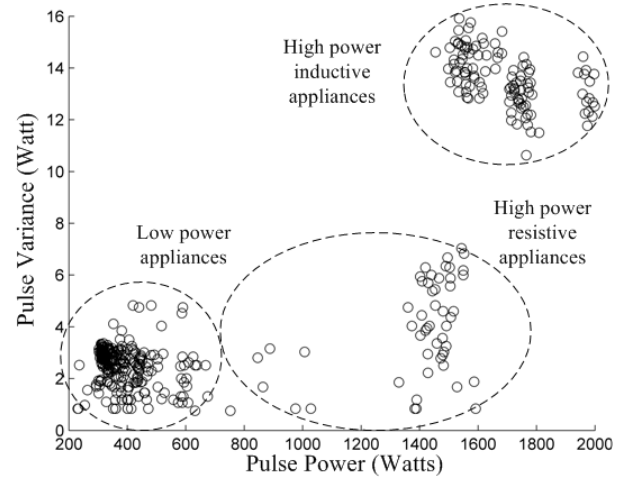 16
14
12
10
8
6
4
2
0
200
400
600
800
1000
1200
1400
1600
1800
2000
Pulse Variance (Watt)
Pulse Power (Watts)
High power
inductive
appliances
Low power
appliances
High power
resistive
appliances